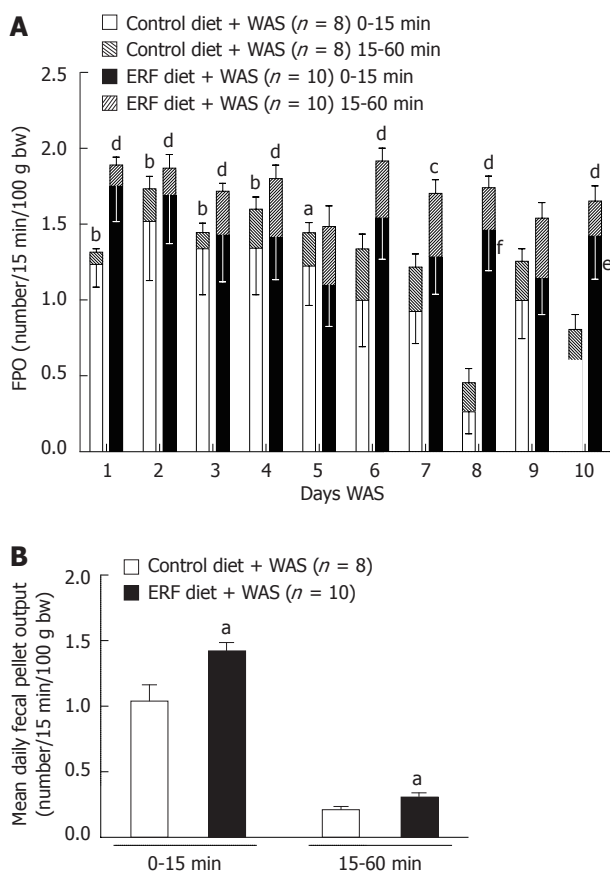 A
Control diet + WAS (n = 8) 0-15 min
Control diet + WAS (n = 8) 15-60 min
ERF diet + WAS (n = 10) 0-15 min
ERF diet + WAS (n = 10) 15-60 min
FPO (number/15 min/100 g bw)
2.5
2.0
1.5
1.0
0.5
0.0
b d b d b d b d a d c d f d e
1 2 3 4 5 6 7 8 9 10
Days WAS
B
Control diet + WAS (n = 8)
ERF diet + WAS (n = 10)
Mean daily fecal pellet output
(number/15 min/100 g bw)
2.0
1.5
1.0
0.5
0.0
a
a
0-15 min 15-60 min